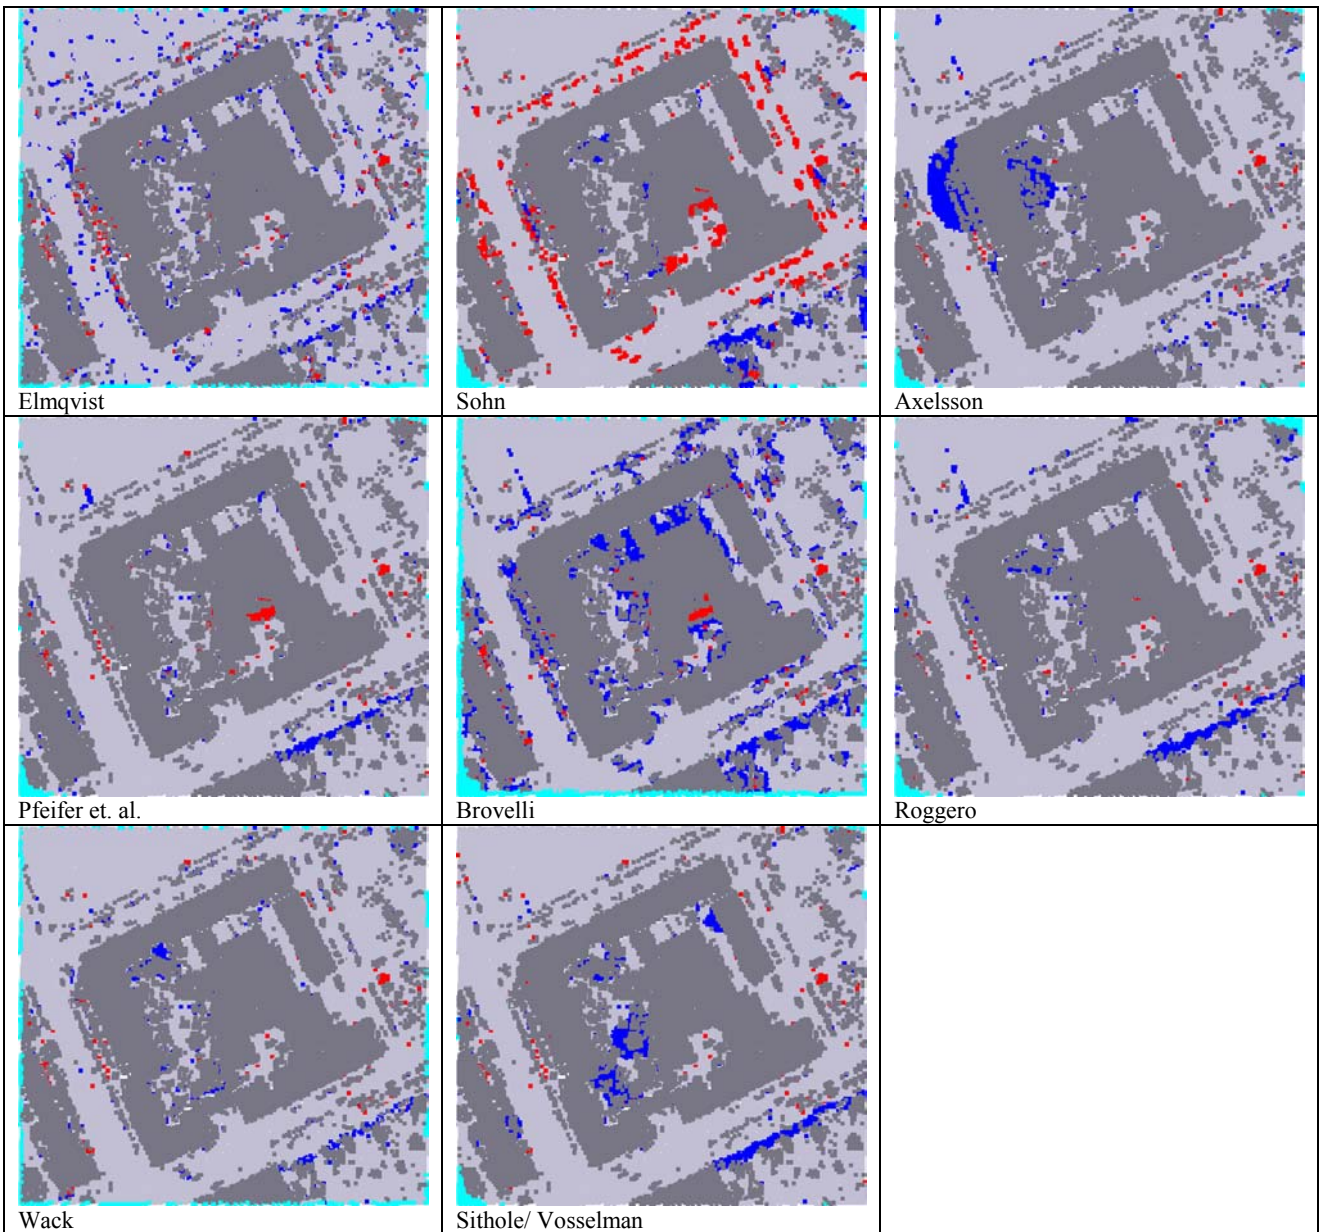 Elmqvist
Sohn
Axelsson
Pfeifer et. al.
Brovelli
Roggero
Wack
Sithole/ Vosselman